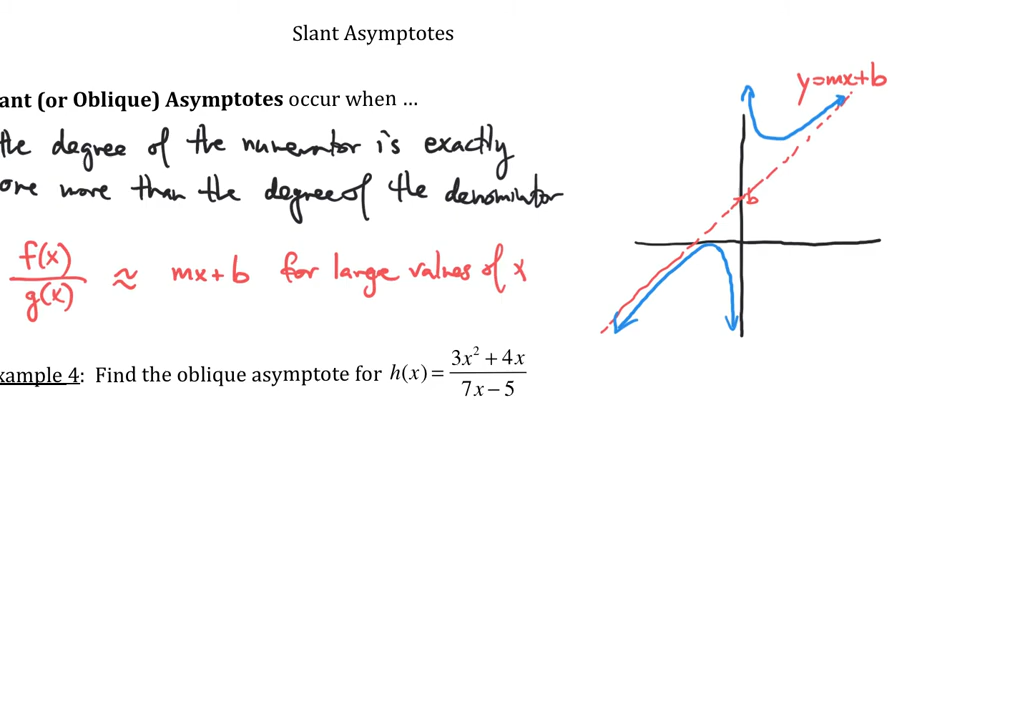 Slant Asymptotes
ant (or Oblique) Asymptotes occur when ...
the degree of the numerator is exactly
one more than the degree of the denominator
f(x)/g(x) ≈ mx+b for large values of x
xample 4: Find the oblique asymptote for h(x) = (3x² + 4x)/(7x − 5)
y=mx+b
b